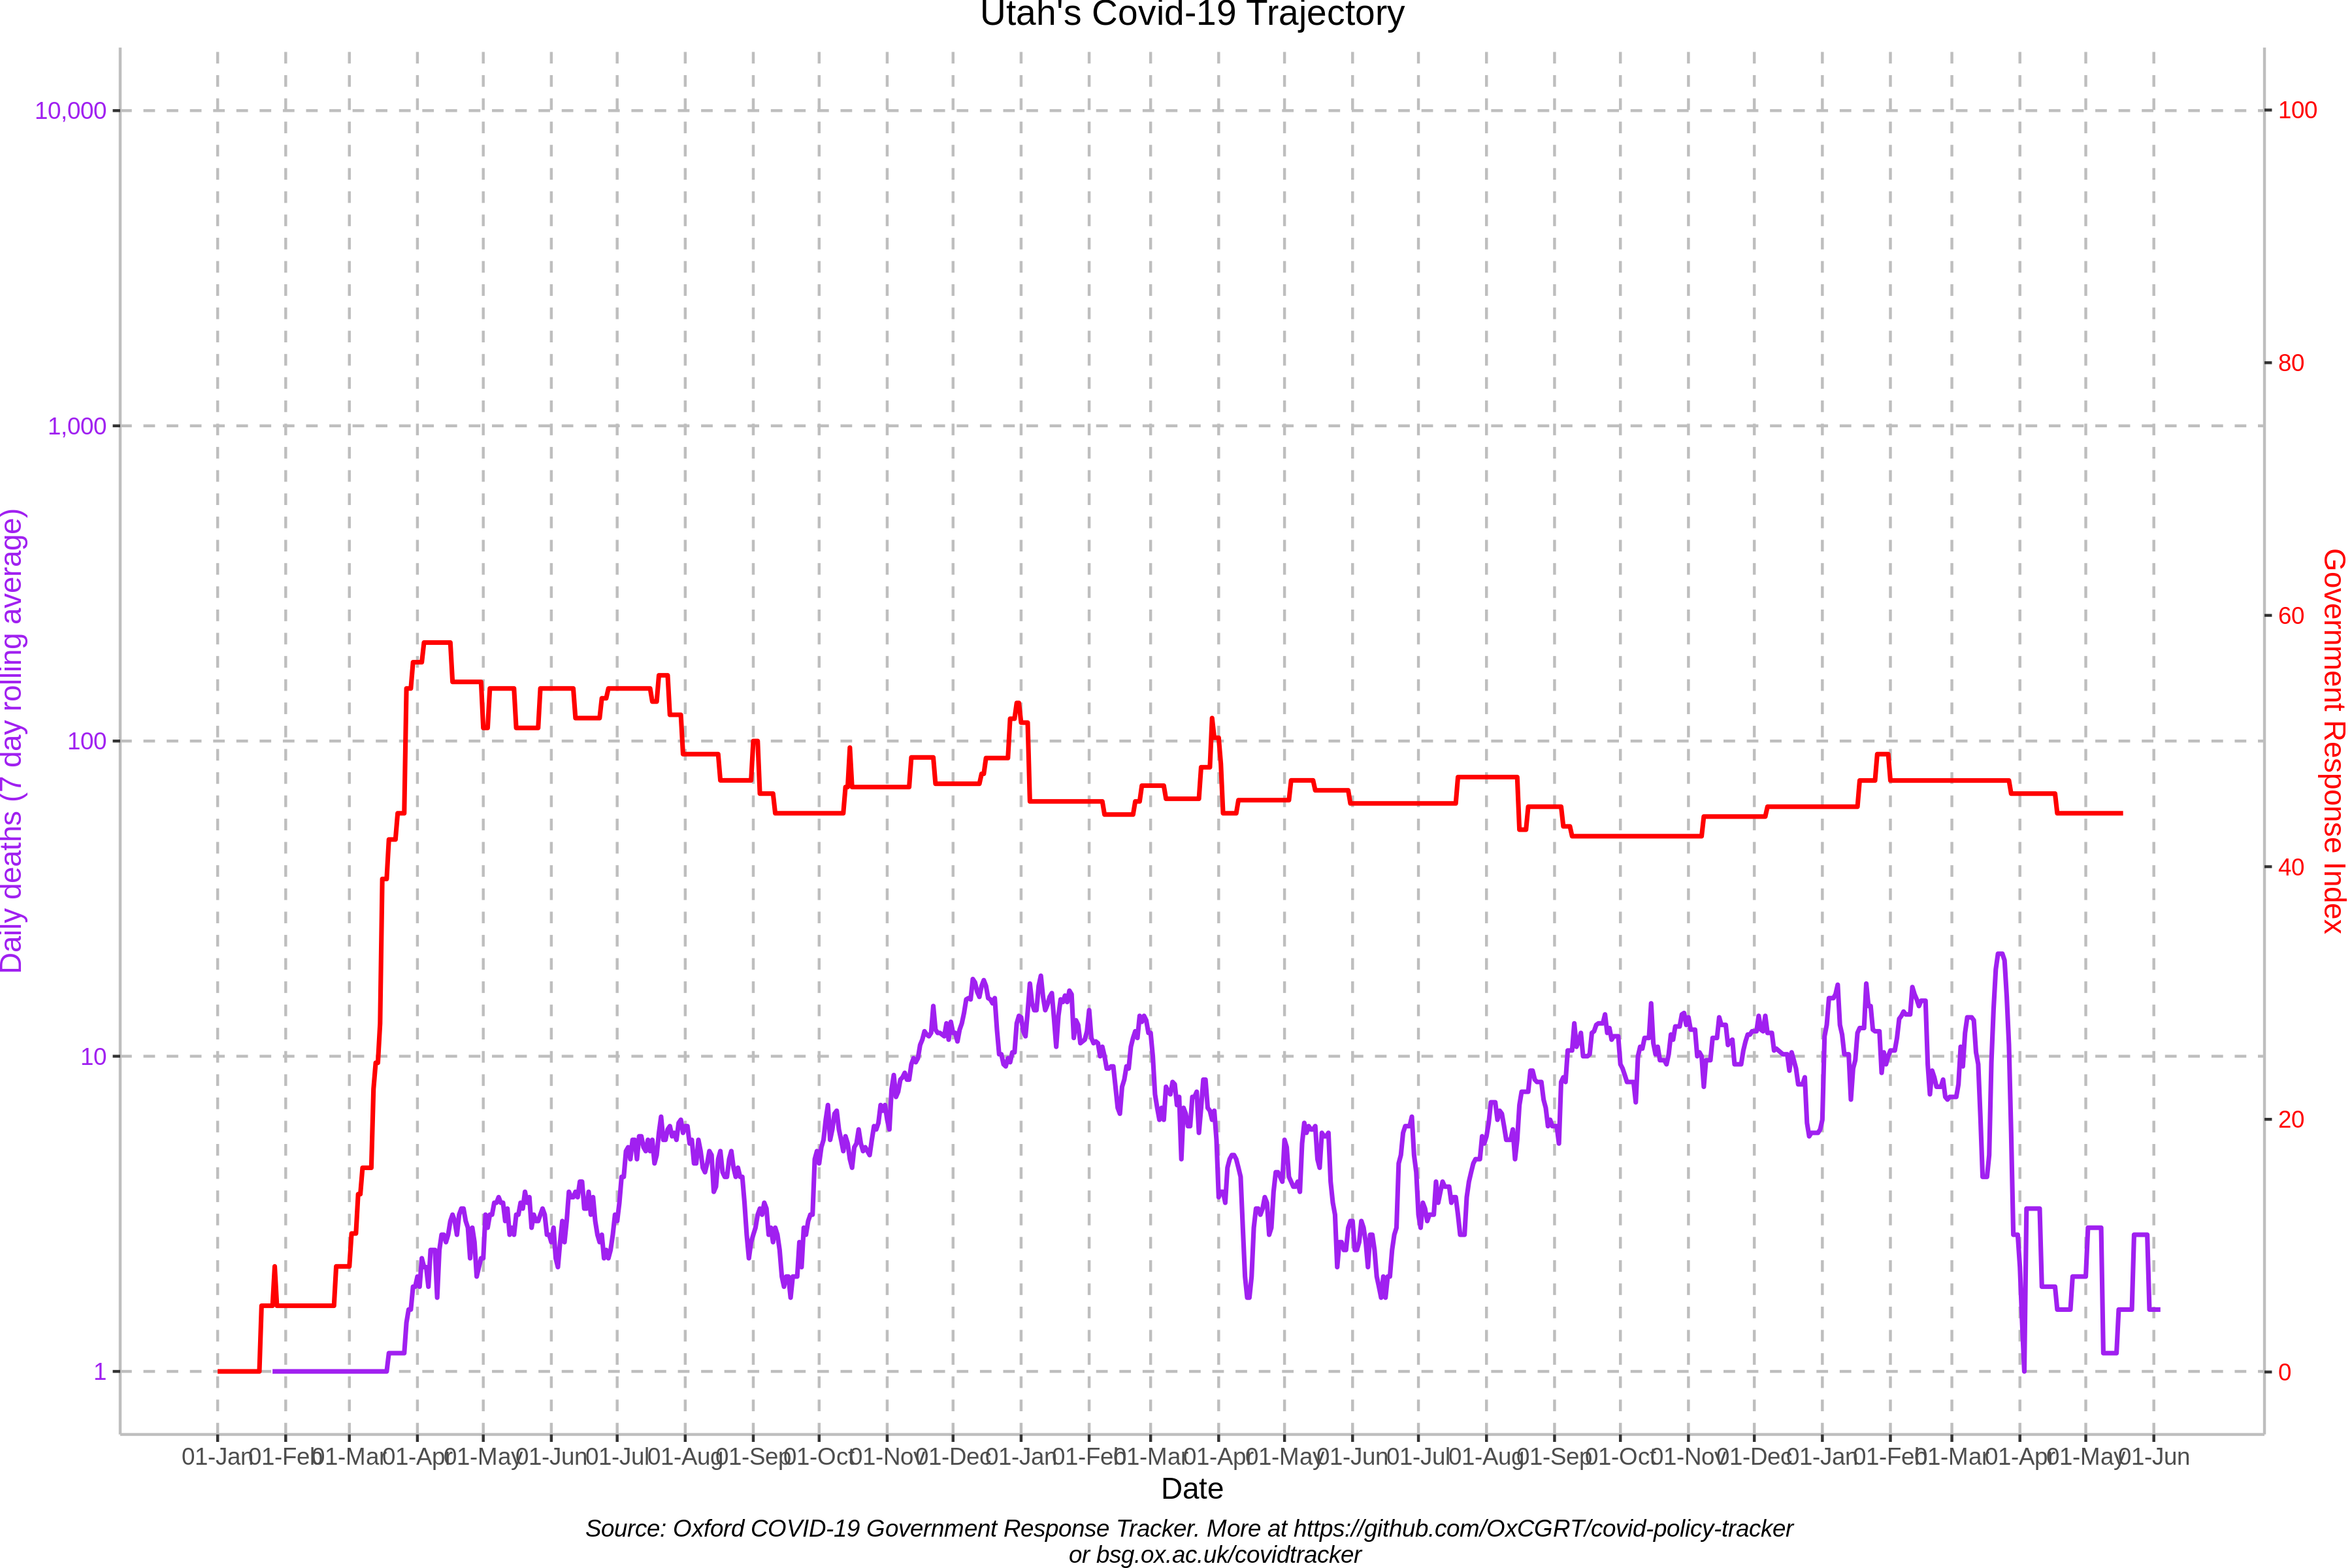 Utah's Covid-19 Trajectory
10,000
1,000
100
10
1
Daily deaths (7 day rolling average)
100
80
60
40
20
0
Government Response Index
01-Jan 01-Feb 01-Mar 01-Apr 01-May 01-Jun 01-Jul 01-Aug 01-Sep 01-Oct 01-Nov 01-Dec 01-Jan 01-Feb 01-Mar 01-Apr 01-May 01-Jun 01-Jul 01-Aug 01-Sep 01-Oct 01-Nov 01-Dec 01-Jan 01-Feb 01-Mar 01-Apr 01-May 01-Jun
Date
Source: Oxford COVID-19 Government Response Tracker. More at https://github.com/OxCGRT/covid-policy-tracker
or bsg.ox.ac.uk/covidtracker